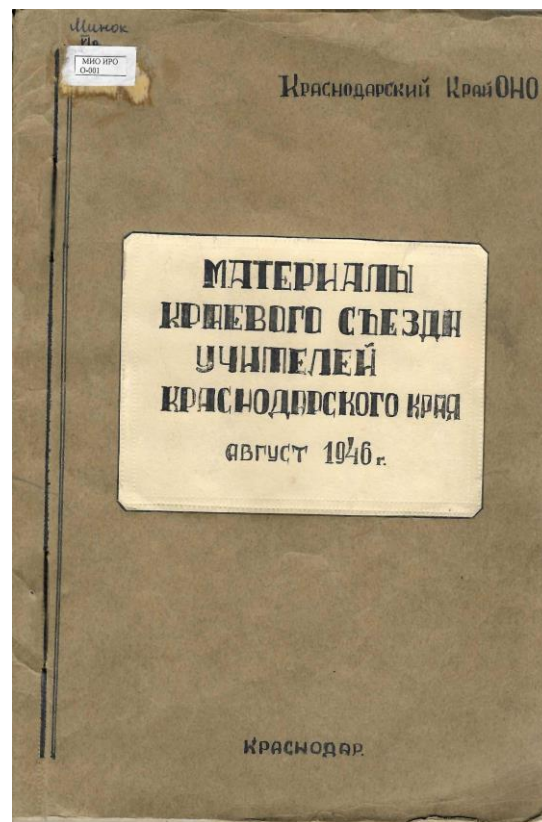 Минок
МИО ИРО
О-001
Краснодарский КрайОНО
МАТЕРИАЛЫ
КРАЕВОГО СЪЕЗДА
УЧИТЕЛЕЙ
КРАСНОДАРСКОГО КРАЯ
АВГУСТ 1946 г.
КРАСНОДАР.